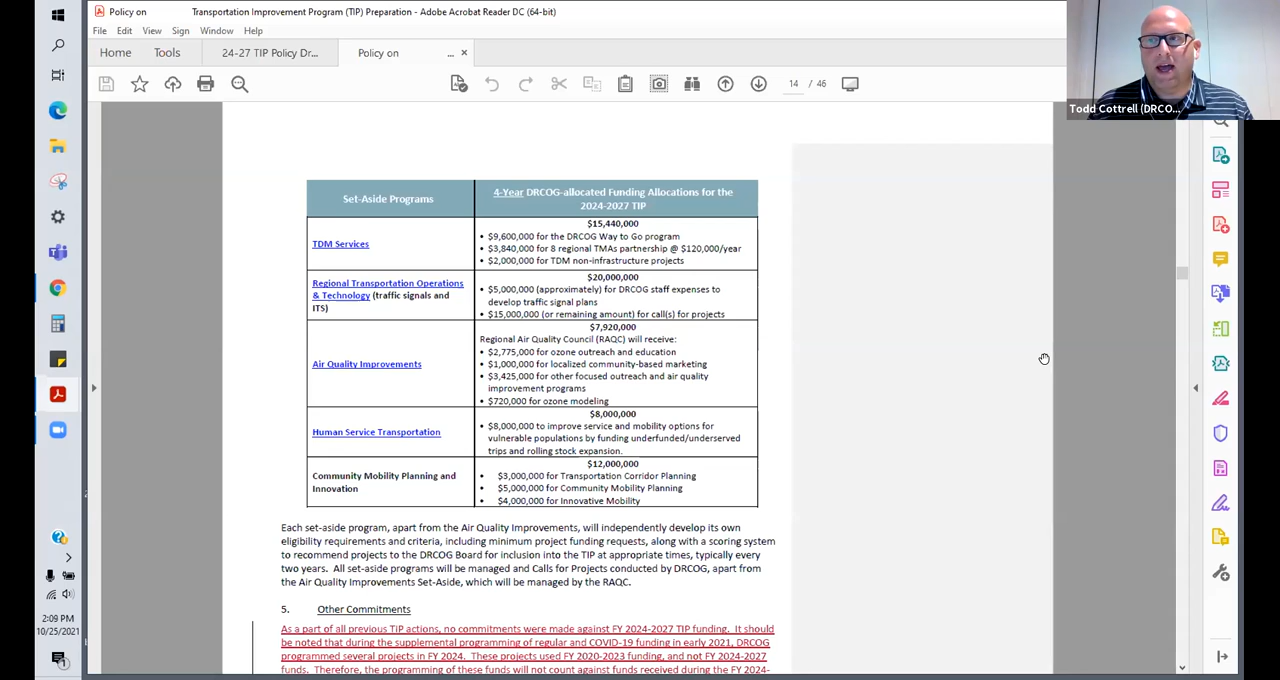 Policy on Transportation Improvement Program (TIP) Preparation - Adobe Acrobat Reader DC (64-bit)
File Edit View Sign Window Help
Home Tools 24-27 TIP Policy Dr... Policy on ... ×
14 / 46
Todd Cottrell (DRCO...
Set-Aside Programs
4-Year DRCOG-allocated Funding Allocations for the
2024-2027 TIP
TDM Services
$15,440,000
• $9,600,000 for the DRCOG Way to Go program
• $3,840,000 for 8 regional TMAs partnership @ $120,000/year
• $2,000,000 for TDM non-infrastructure projects
Regional Transportation Operations
& Technology (traffic signals and
ITS)
$20,000,000
• $5,000,000 (approximately) for DRCOG staff expenses to
develop traffic signal plans
• $15,000,000 (or remaining amount) for call(s) for projects
Air Quality Improvements
$7,920,000
Regional Air Quality Council (RAQC) will receive:
• $2,775,000 for ozone outreach and education
• $1,000,000 for localized community-based marketing
• $3,425,000 for other focused outreach and air quality
improvement programs
• $720,000 for ozone modeling
Human Service Transportation
$8,000,000
• $8,000,000 to improve service and mobility options for
vulnerable populations by funding underfunded/underserved
trips and rolling stock expansion.
Community Mobility Planning and
Innovation
$12,000,000
• $3,000,000 for Transportation Corridor Planning
• $5,000,000 for Community Mobility Planning
• $4,000,000 for Innovative Mobility
Each set-aside program, apart from the Air Quality Improvements, will independently develop its own
eligibility requirements and criteria, including minimum project funding requests, along with a scoring system
to recommend projects to the DRCOG Board for inclusion into the TIP at appropriate times, typically every
two years. All set-aside programs will be managed and Calls for Projects conducted by DRCOG, apart from
the Air Quality Improvements Set-Aside, which will be managed by the RAQC.
5. Other Commitments
As a part of all previous TIP actions, no commitments were made against FY 2024-2027 TIP funding. It should
be noted that during the supplemental programming of regular and COVID-19 funding in early 2021, DRCOG
programmed several projects in FY 2024. These projects used FY 2020-2023 funding, and not FY 2024-2027
funds. Therefore, the programming of these funds will not count against funds received during the FY 2024-
2:09 PM
10/25/2021